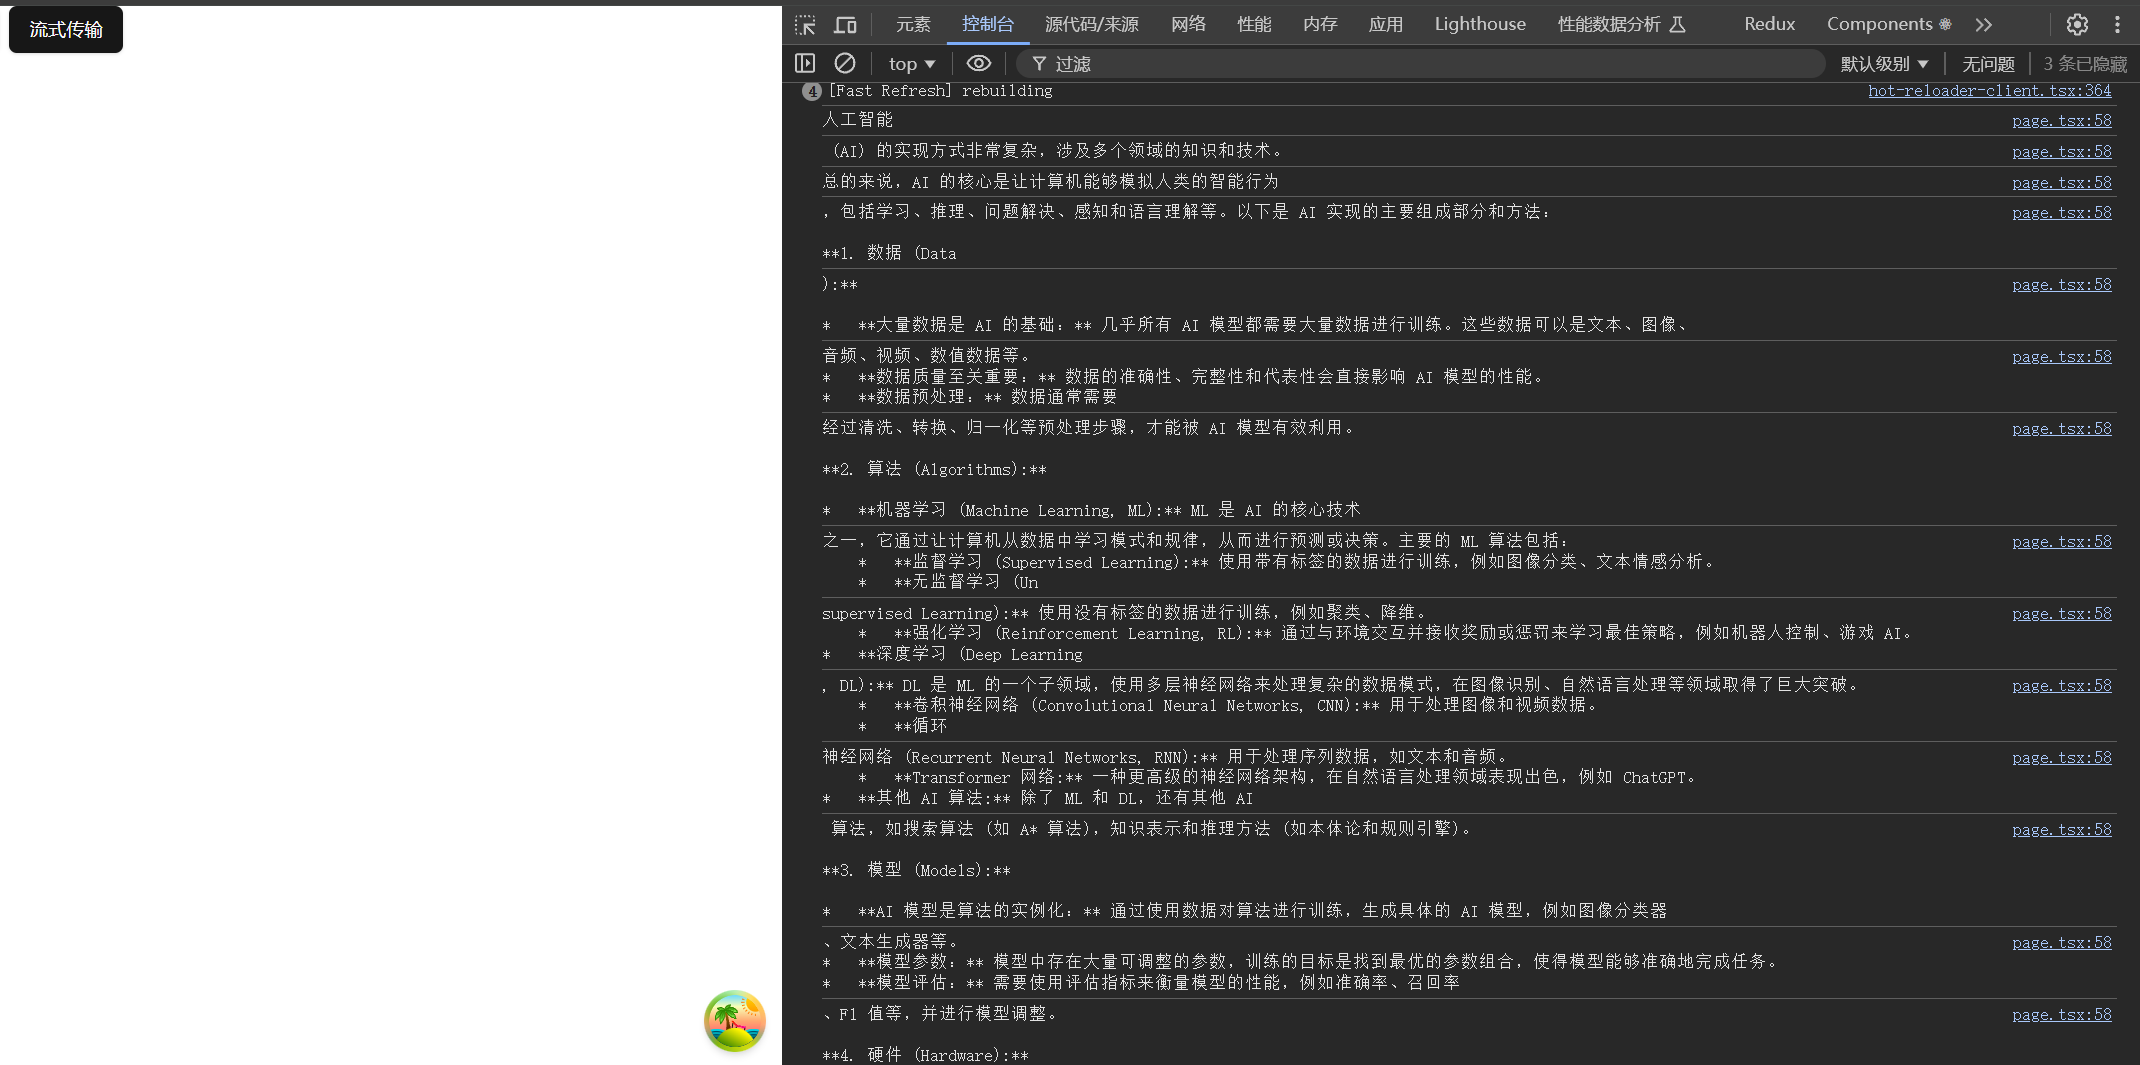 流式传输
元素 控制台 源代码/来源 网络 性能 内存 应用 Lighthouse 性能数据分析 Redux Components
top 过滤 默认级别 无问题 3 条已隐藏
4 [Fast Refresh] rebuilding hot-reloader-client.tsx:364
人工智能 page.tsx:58
(AI) 的实现方式非常复杂，涉及多个领域的知识和技术。 page.tsx:58
总的来说，AI 的核心是让计算机能够模拟人类的智能行为 page.tsx:58
，包括学习、推理、问题解决、感知和语言理解等。以下是 AI 实现的主要组成部分和方法： page.tsx:58
**1. 数据 (Data
):** page.tsx:58
*   **大量数据是 AI 的基础：** 几乎所有 AI 模型都需要大量数据进行训练。这些数据可以是文本、图像、
音频、视频、数值数据等。 page.tsx:58
*   **数据质量至关重要：** 数据的准确性、完整性和代表性会直接影响 AI 模型的性能。
*   **数据预处理：** 数据通常需要
经过清洗、转换、归一化等预处理步骤，才能被 AI 模型有效利用。 page.tsx:58
**2. 算法 (Algorithms):**
*   **机器学习 (Machine Learning, ML):** ML 是 AI 的核心技术
之一，它通过让计算机从数据中学习模式和规律，从而进行预测或决策。主要的 ML 算法包括： page.tsx:58
*   **监督学习 (Supervised Learning):** 使用带有标签的数据进行训练，例如图像分类、文本情感分析。
*   **无监督学习 (Un
supervised Learning):** 使用没有标签的数据进行训练，例如聚类、降维。 page.tsx:58
*   **强化学习 (Reinforcement Learning, RL):** 通过与环境交互并接收奖励或惩罚来学习最佳策略，例如机器人控制、游戏 AI。
*   **深度学习 (Deep Learning
, DL):** DL 是 ML 的一个子领域，使用多层神经网络来处理复杂的数据模式，在图像识别、自然语言处理等领域取得了巨大突破。 page.tsx:58
*   **卷积神经网络 (Convolutional Neural Networks, CNN):** 用于处理图像和视频数据。
*   **循环
神经网络 (Recurrent Neural Networks, RNN):** 用于处理序列数据，如文本和音频。 page.tsx:58
*   **Transformer 网络:** 一种更高级的神经网络架构，在自然语言处理领域表现出色，例如 ChatGPT。
*   **其他 AI 算法:** 除了 ML 和 DL，还有其他 AI
算法，如搜索算法 (如 A* 算法)，知识表示和推理方法 (如本体论和规则引擎)。 page.tsx:58
**3. 模型 (Models):**
*   **AI 模型是算法的实例化：** 通过使用数据对算法进行训练，生成具体的 AI 模型，例如图像分类器
、文本生成器等。 page.tsx:58
*   **模型参数：** 模型中存在大量可调整的参数，训练的目标是找到最优的参数组合，使得模型能够准确地完成任务。
*   **模型评估：** 需要使用评估指标来衡量模型的性能，例如准确率、召回率
、F1 值等，并进行模型调整。 page.tsx:58
**4. 硬件 (Hardware):**